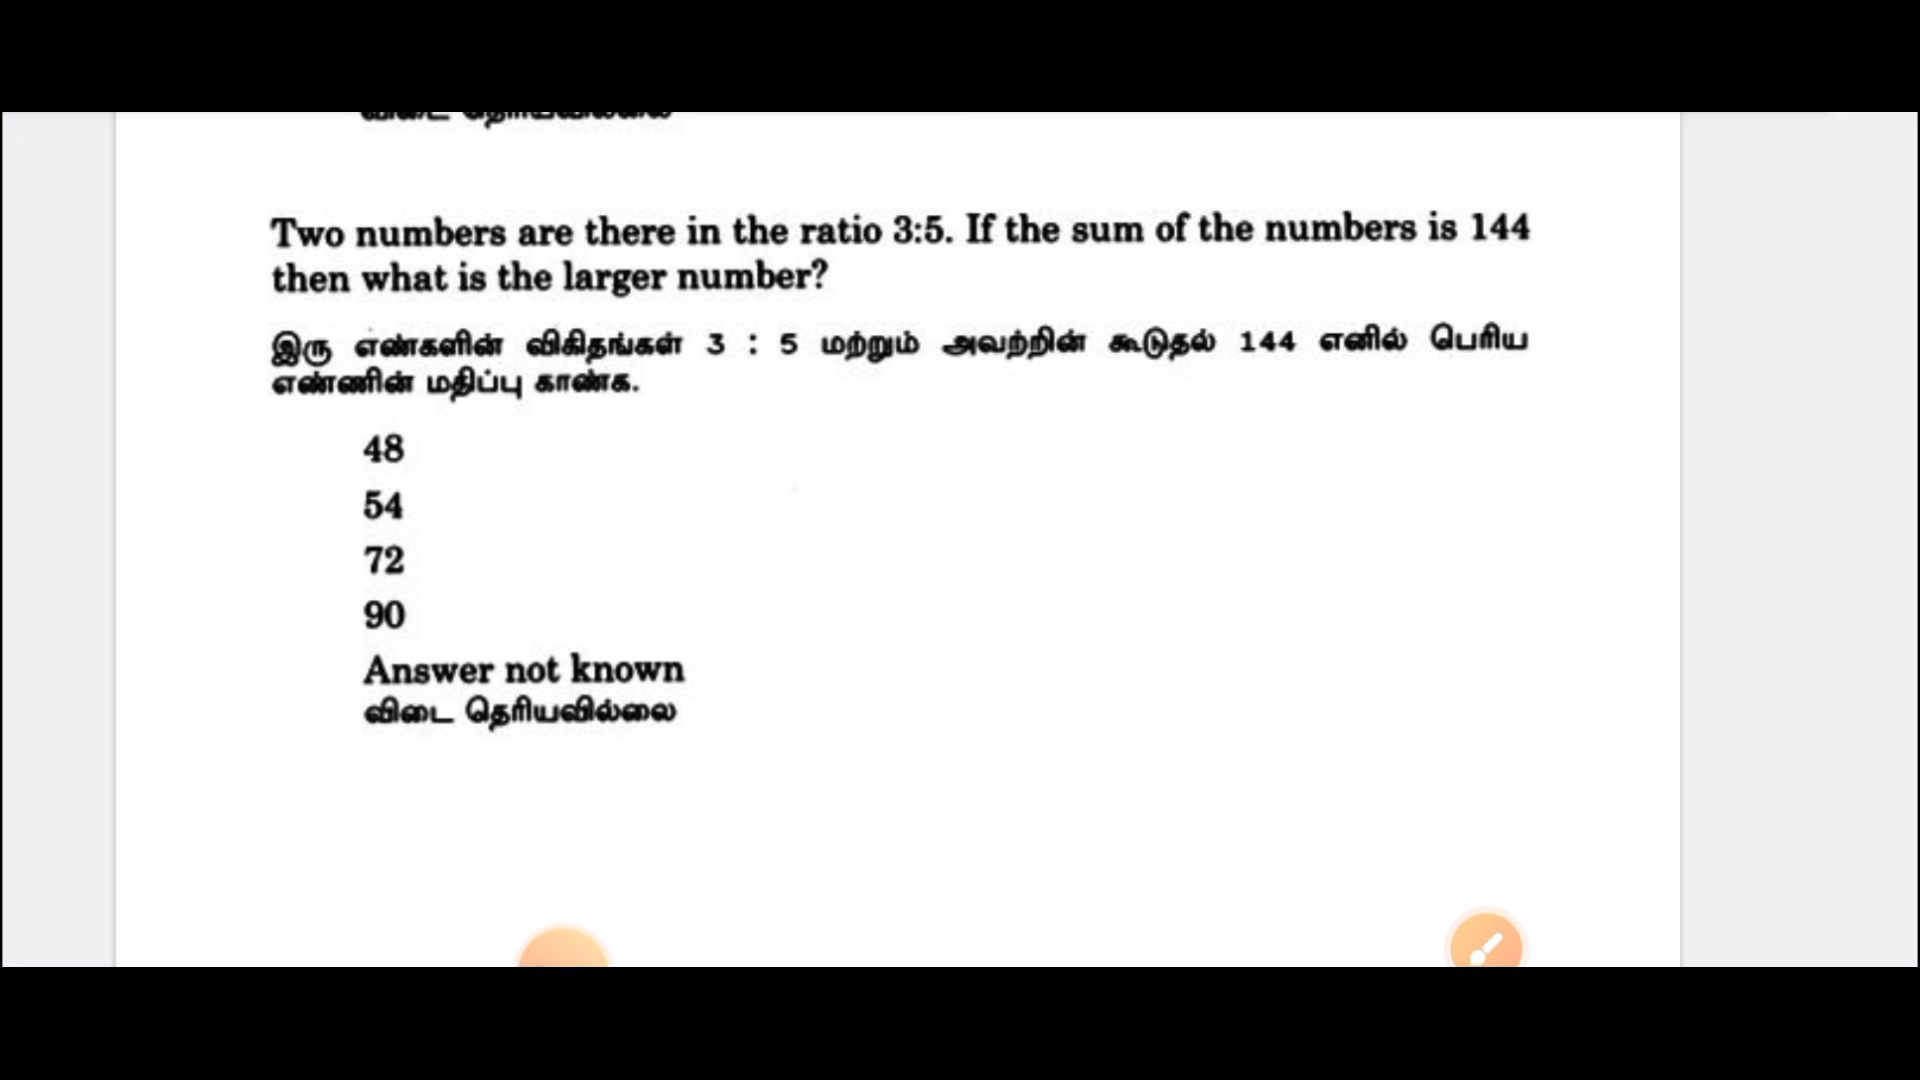 விடை தெரியவில்லை
Two numbers are there in the ratio 3:5. If the sum of the numbers is 144
then what is the larger number?
இரு எண்களின் விகிதங்கள் 3 : 5 மற்றும் அவற்றின் கூடுதல் 144 எனில் பெரிய
எண்ணின் மதிப்பு காண்க.
48
54
72
90
Answer not known
விடை தெரியவில்லை